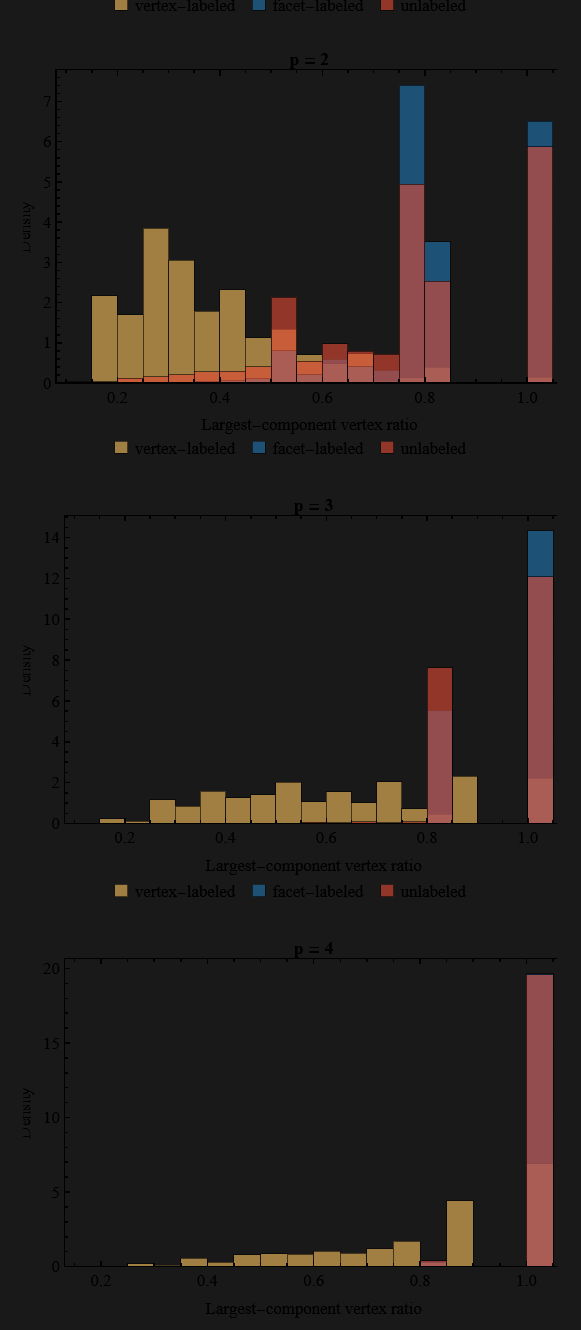 vertex-labeled facet-labeled unlabeled
p = 2
7
6
5
4
3
2
1
0
Density
0.2 0.4 0.6 0.8 1.0
Largest-component vertex ratio
vertex-labeled facet-labeled unlabeled
p = 3
14
12
10
8
6
4
2
0
Density
0.2 0.4 0.6 0.8 1.0
Largest-component vertex ratio
vertex-labeled facet-labeled unlabeled
p = 4
20
15
10
5
0
Density
0.2 0.4 0.6 0.8 1.0
Largest-component vertex ratio